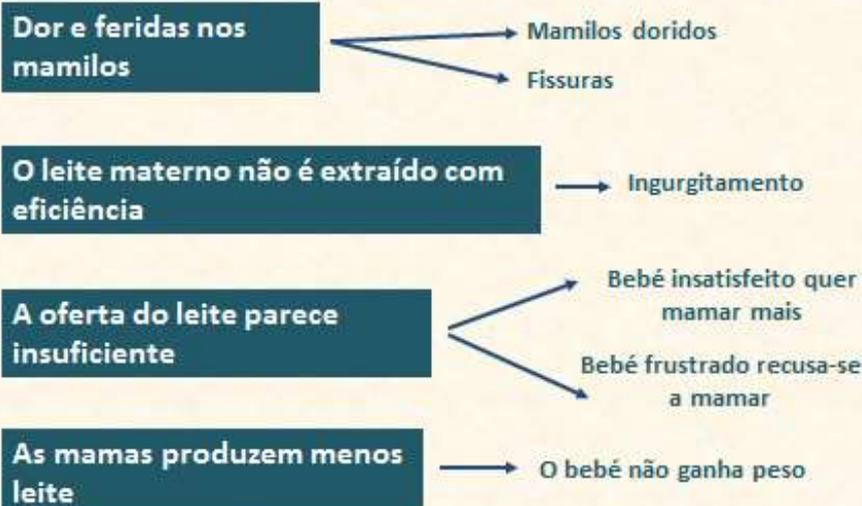 Dor e feridas nos
mamilos
Mamilos doridos
Fissuras
O leite materno não é extraído com
eficiência
Ingurgitamento
A oferta do leite parece
insuficiente
Bebé insatisfeito quer
mamar mais
Bebé frustrado recusa-se
a mamar
As mamas produzem menos
leite
O bebé não ganha peso